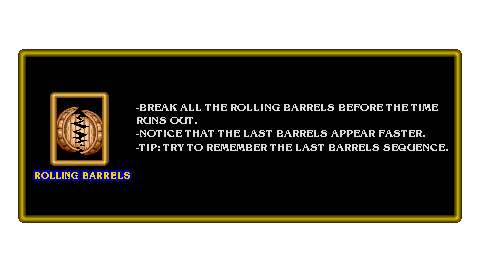 -BREAK ALL THE ROLLING BARRELS BEFORE THE TIME
RUNS OUT.
-NOTICE THAT THE LAST BARRELS APPEAR FASTER.
-TIP: TRY TO REMEMBER THE LAST BARRELS SEQUENCE.
ROLLING BARRELS